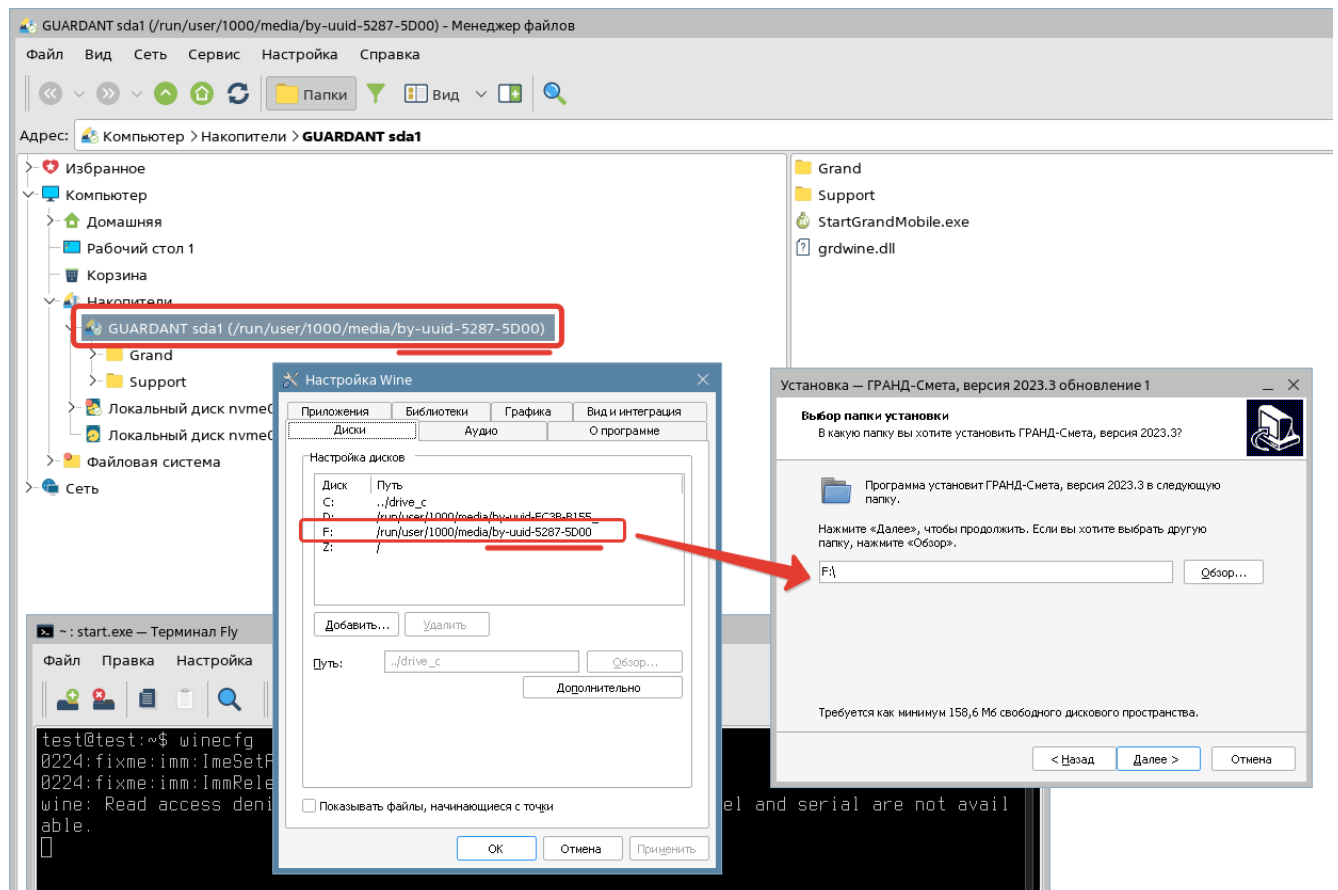 GUARDANT sda1 (/run/user/1000/media/by-uuid-5287-5D00) - Менеджер файлов
Файл Вид Сеть Сервис Настройка Справка
Папки Вид
Адрес: Компьютер > Накопители > GUARDANT sda1
Избранное
Компьютер
Домашняя
Рабочий стол 1
Корзина
Накопители
GUARDANT sda1 (/run/user/1000/media/by-uuid-5287-5D00)
Grand
Support
Локальный диск nvme0
Локальный диск nvme0
Файловая система
Сеть
Grand
Support
StartGrandMobile.exe
grdwine.dll
Настройка Wine
Приложения Библиотеки Графика Вид и интеграция
Диски Аудио О программе
Настройка дисков
Диск Путь
C: ../drive_c
D: /run/user/1000/media/by-uuid-EC3B-B155_
F: /run/user/1000/media/by-uuid-5287-5D00
Z: /
Добавить... Удалить
Путь: ../drive_c Обзор...
Дополнительно
Показывать файлы, начинающиеся с точки
ОК Отмена Применить
Установка — ГРАНД-Смета, версия 2023.3 обновление 1
Выбор папки установки
В какую папку вы хотите установить ГРАНД-Смета, версия 2023.3?
Программа установит ГРАНД-Смета, версия 2023.3 в следующую
папку.
Нажмите «Далее», чтобы продолжить. Если вы хотите выбрать другую
папку, нажмите «Обзор».
F:\ Обзор...
Требуется как минимум 158,6 Мб свободного дискового пространства.
< Назад Далее > Отмена
~ : start.exe — Терминал Fly
Файл Правка Настройка
test@test:~$ winecfg
0224:fixme:imm:ImeSetA
0224:fixme:imm:ImmRele
wine: Read access deni el and serial are not avail
able.